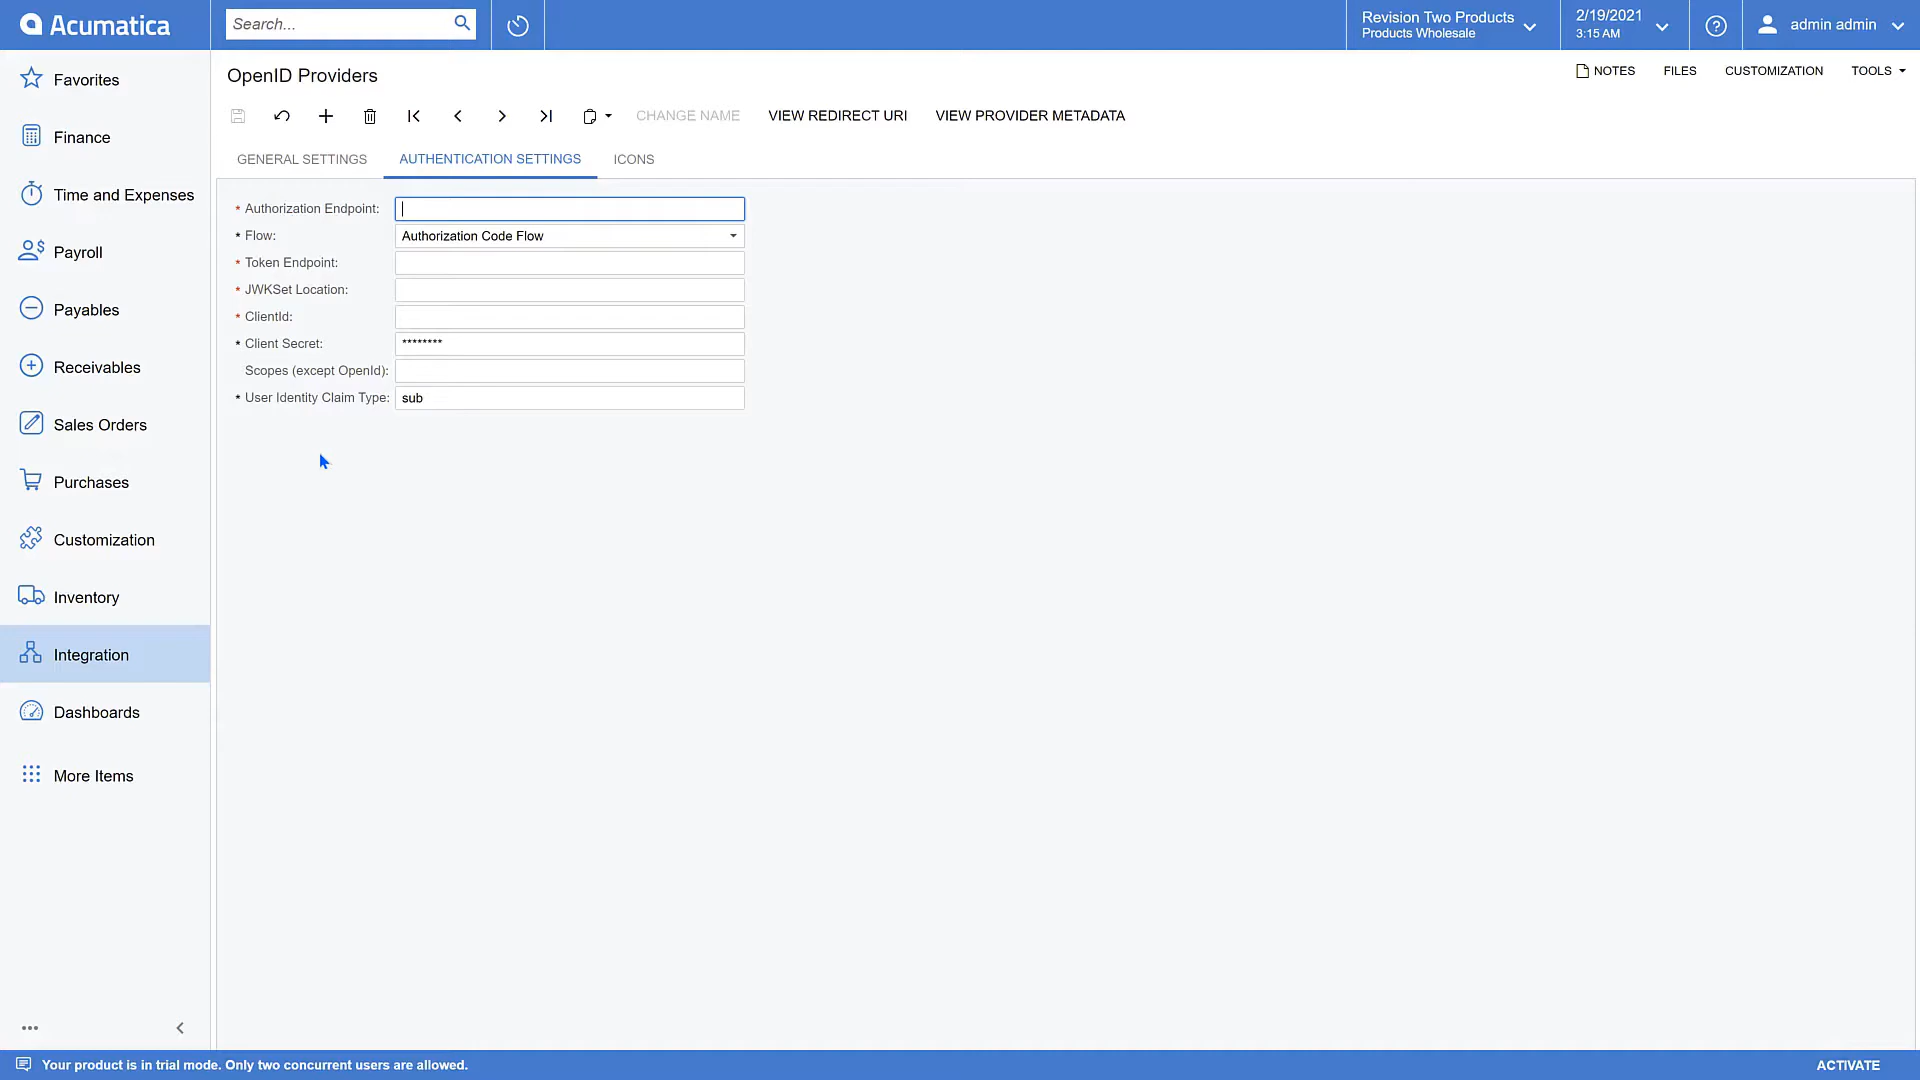 Acumatica
Search...
Revision Two Products
Products Wholesale
2/19/2021
3:15 AM
admin admin
Favorites
Finance
Time and Expenses
Payroll
Payables
Receivables
Sales Orders
Purchases
Customization
Inventory
Integration
Dashboards
More Items
OpenID Providers
NOTES
FILES
CUSTOMIZATION
TOOLS
CHANGE NAME
VIEW REDIRECT URI
VIEW PROVIDER METADATA
GENERAL SETTINGS
AUTHENTICATION SETTINGS
ICONS
* Authorization Endpoint:
* Flow: Authorization Code Flow
* Token Endpoint:
* JWKSet Location:
* ClientId:
* Client Secret: ********
Scopes (except OpenId):
* User Identity Claim Type: sub
Your product is in trial mode. Only two concurrent users are allowed.
ACTIVATE